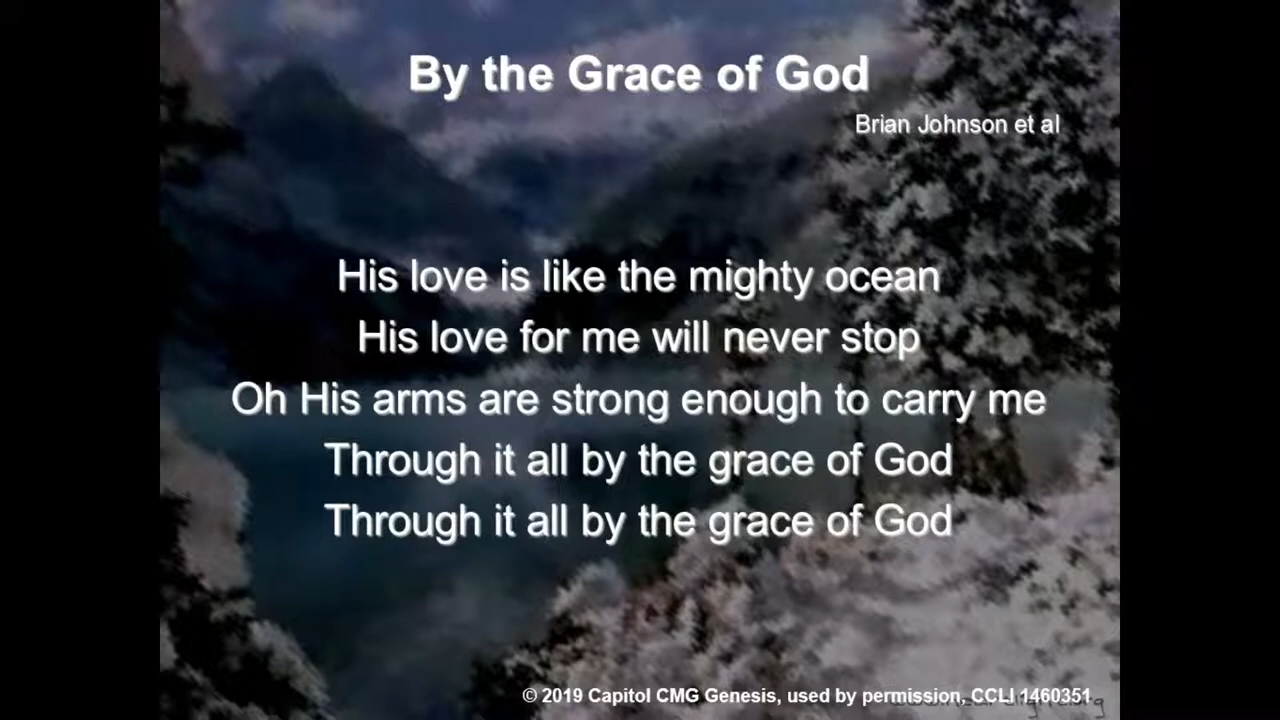 By the Grace of God
Brian Johnson et al
His love is like the mighty ocean
His love for me will never stop
Oh His arms are strong enough to carry me
Through it all by the grace of God
Through it all by the grace of God
© 2019 Capitol CMG Genesis, used by permission, CCLI 1460351